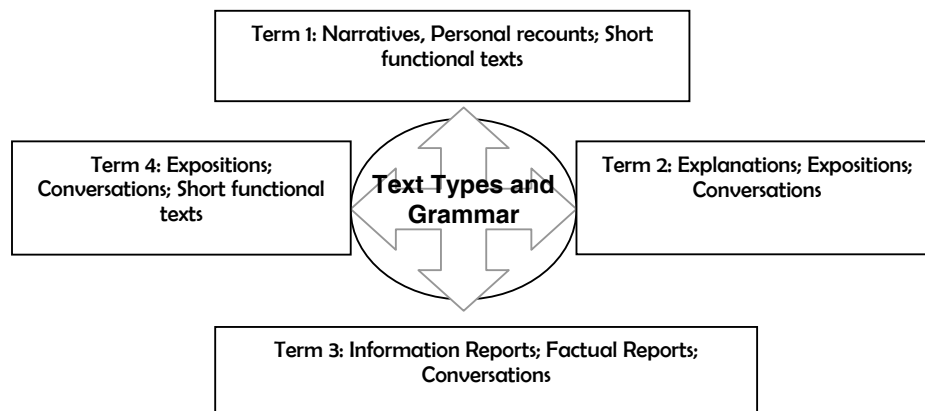 Term 1: Narratives, Personal recounts; Short
functional texts
Term 4: Expositions;
Conversations; Short functional
texts
Text Types and
Grammar
Term 2: Explanations; Expositions;
Conversations
Term 3: Information Reports; Factual Reports;
Conversations